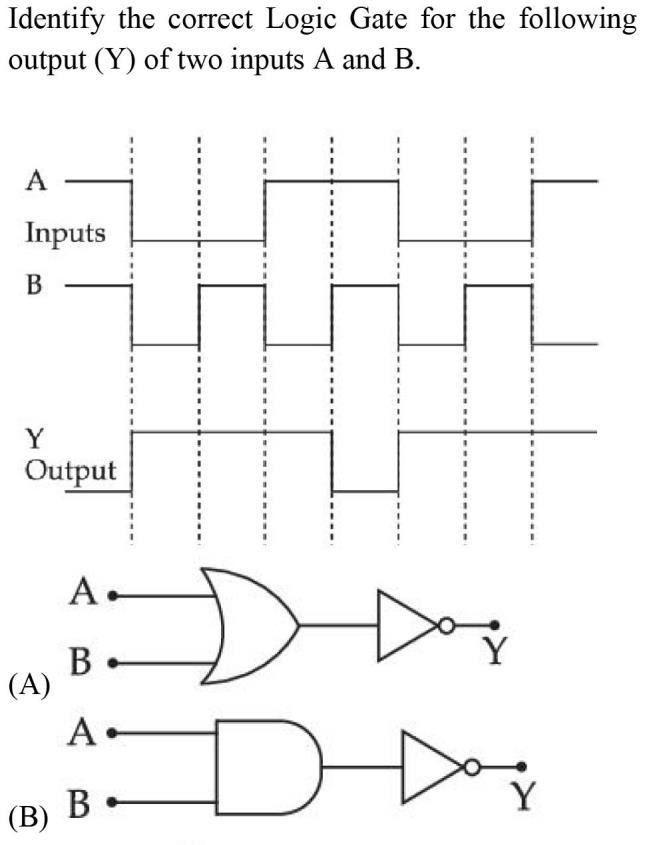 Identify the correct Logic Gate for the following
output (Y) of two inputs A and B.
A
Inputs
B
Y
Output
A
B
Y
(A)
A
B
Y
(B)